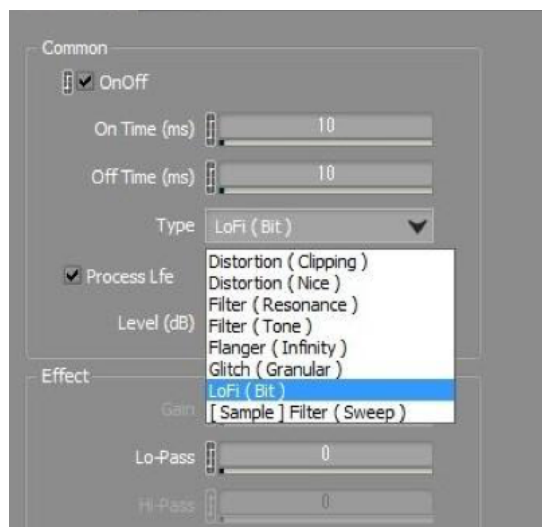 Common
OnOff
On Time (ms) 10
Off Time (ms) 10
Type LoFi ( Bit )
Process Lfe
Level (dB)
Distortion ( Clipping )
Distortion ( Nice )
Filter ( Resonance )
Filter ( Tone )
Flanger ( Infinity )
Glitch ( Granular )
LoFi ( Bit )
[ Sample ] Filter ( Sweep )
Effect
Gain
Lo-Pass 0
Hi-Pass 0